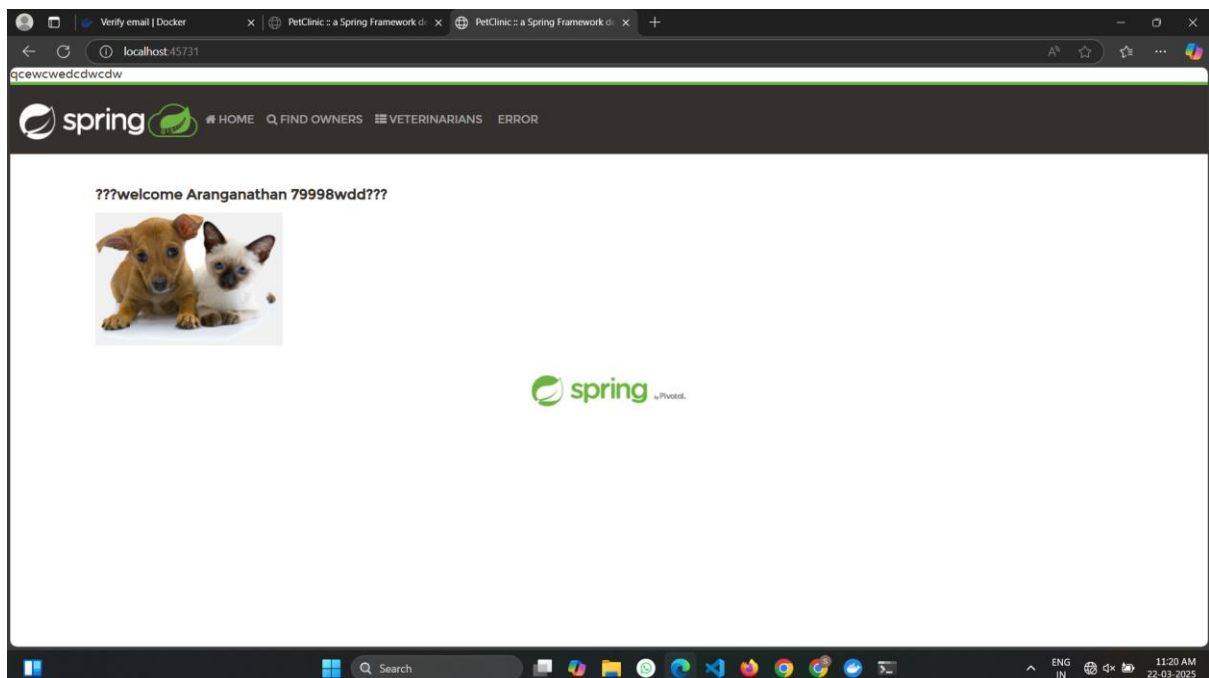 Verify email | Docker
PetClinic :: a Spring Framework de
PetClinic :: a Spring Framework de
localhost:45731
qcewcwedcdwcdw
spring HOME FIND OWNERS VETERINARIANS ERROR
???welcome Aranganathan 79998wdd???
spring by Pivotal.
Search
ENG
IN
11:20 AM
22-03-2025